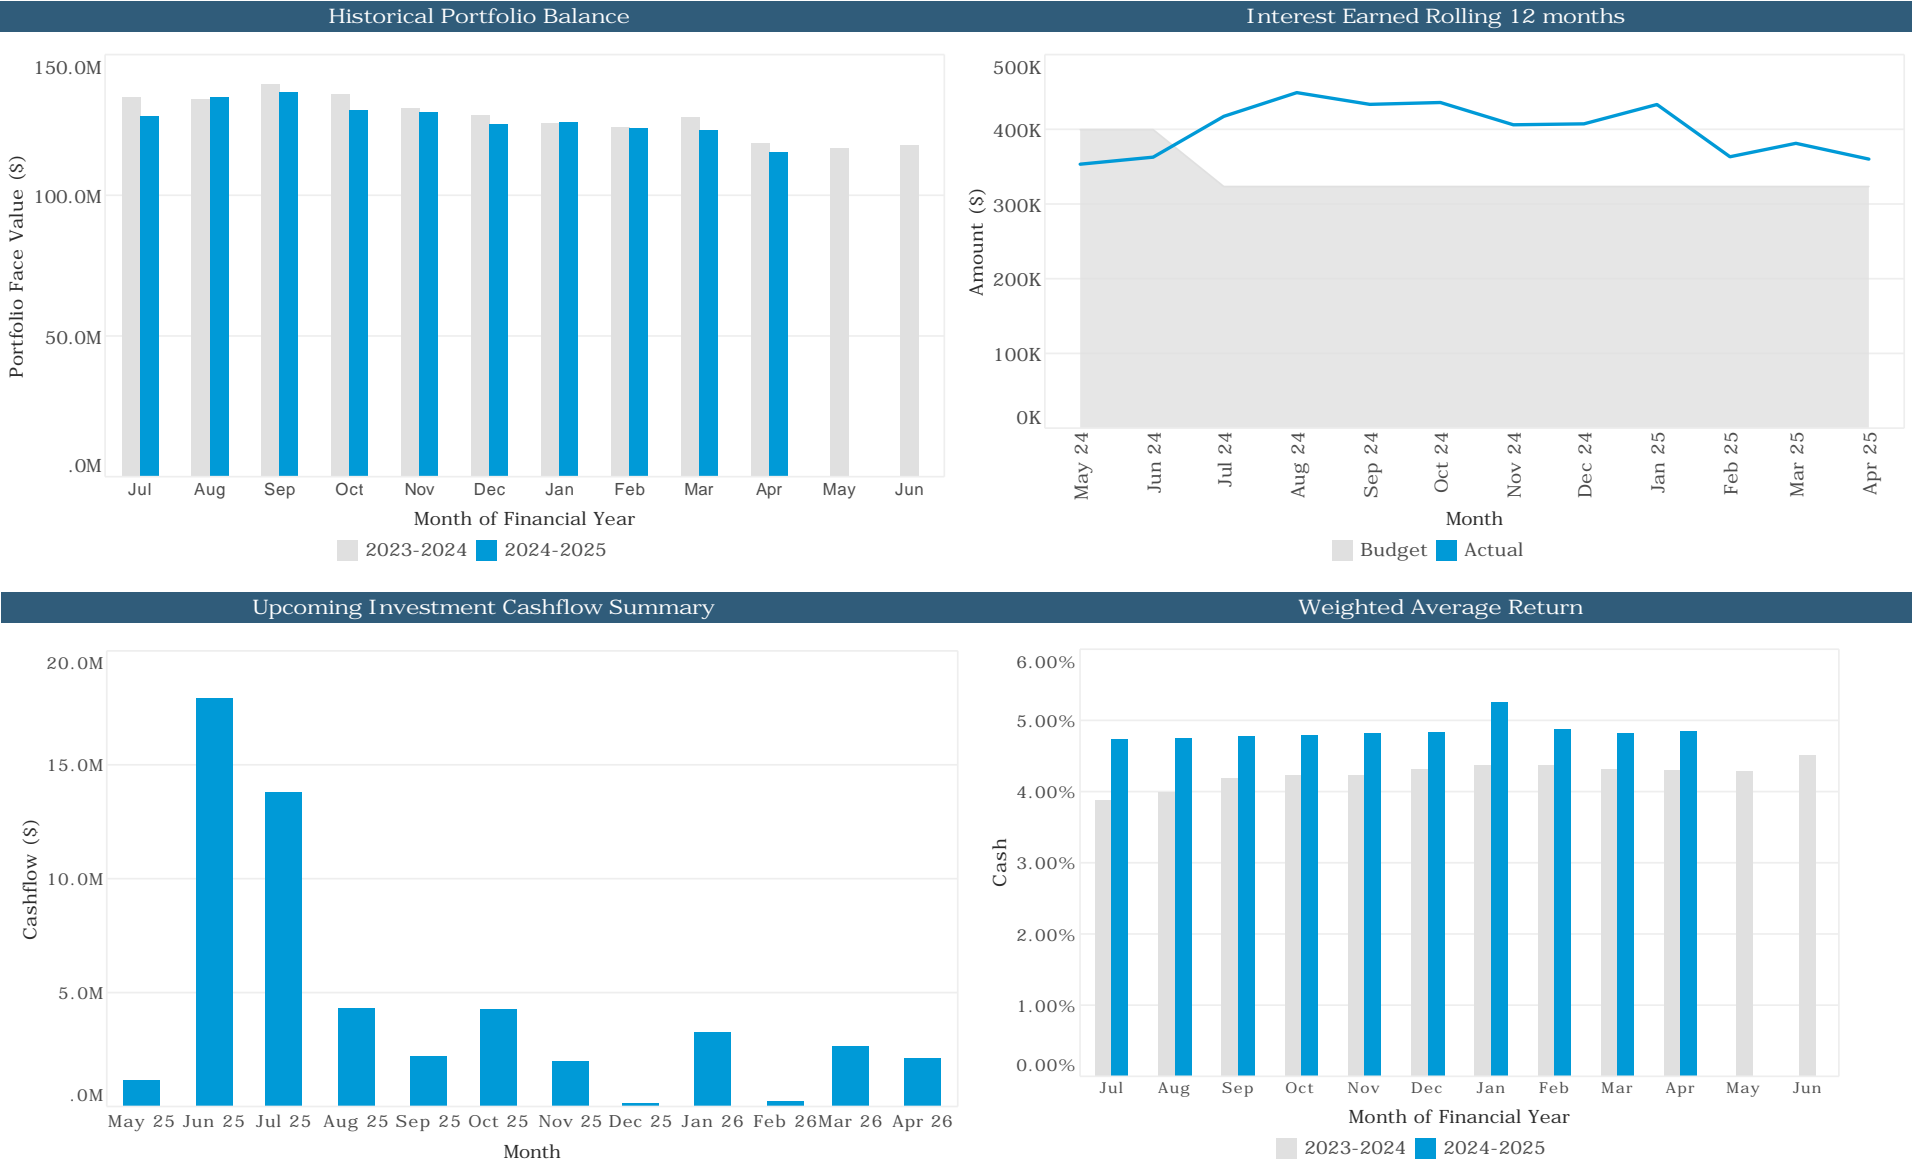 Historical Portfolio Balance
150.0M
100.0M
50.0M
.0M
Portfolio Face Value ($)
Jul Aug Sep Oct Nov Dec Jan Feb Mar Apr May Jun
Month of Financial Year
2023-2024 2024-2025
Interest Earned Rolling 12 months
500K
400K
300K
200K
100K
0K
Amount ($)
May 24 Jun 24 Jul 24 Aug 24 Sep 24 Oct 24 Nov 24 Dec 24 Jan 25 Feb 25 Mar 25 Apr 25
Month
Budget Actual
Upcoming Investment Cashflow Summary
20.0M
15.0M
10.0M
5.0M
.0M
Cashflow ($)
May 25 Jun 25 Jul 25 Aug 25 Sep 25 Oct 25 Nov 25 Dec 25 Jan 26 Feb 26 Mar 26 Apr 26
Month
Weighted Average Return
6.00%
5.00%
4.00%
3.00%
2.00%
1.00%
0.00%
Cash
Jul Aug Sep Oct Nov Dec Jan Feb Mar Apr May Jun
Month of Financial Year
2023-2024 2024-2025